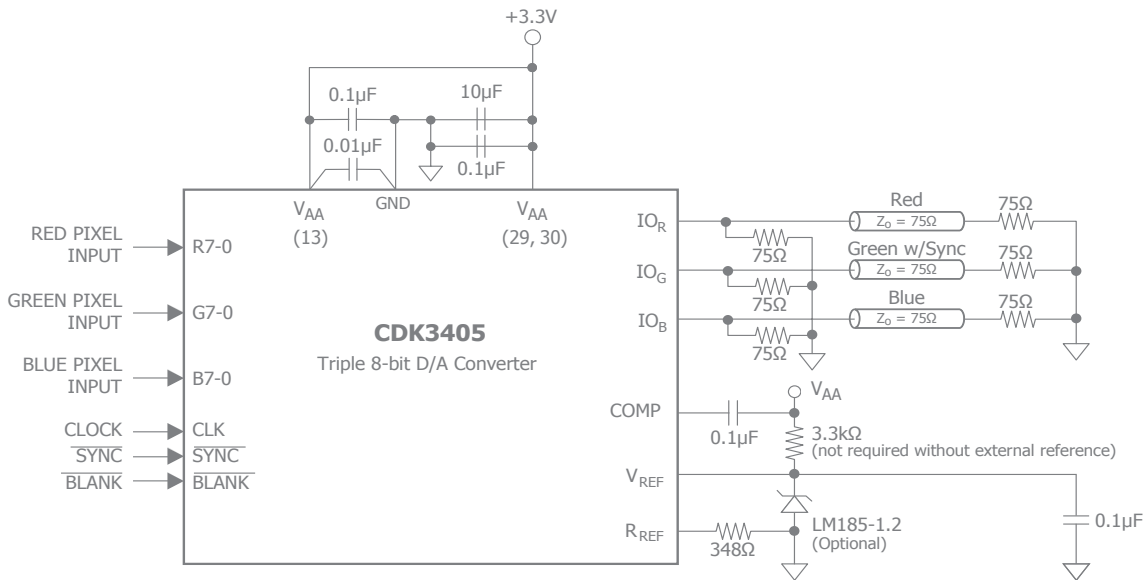 +3.3V
0.1µF
10µF
0.01µF
0.1µF
VAA
(13)
GND
VAA
(29, 30)
RED PIXEL
INPUT
R7-0
GREEN PIXEL
INPUT
G7-0
BLUE PIXEL
INPUT
B7-0
CLOCK
CLK
SYNC
SYNC
BLANK
BLANK
CDK3405
Triple 8-bit D/A Converter
IOR
75Ω
Red
Zo = 75Ω
75Ω
IOG
75Ω
Green w/Sync
Zo = 75Ω
75Ω
IOB
75Ω
Blue
Zo = 75Ω
75Ω
COMP
0.1µF
VAA
3.3kΩ
(not required without external reference)
VREF
LM185-1.2
(Optional)
0.1µF
RREF
348Ω